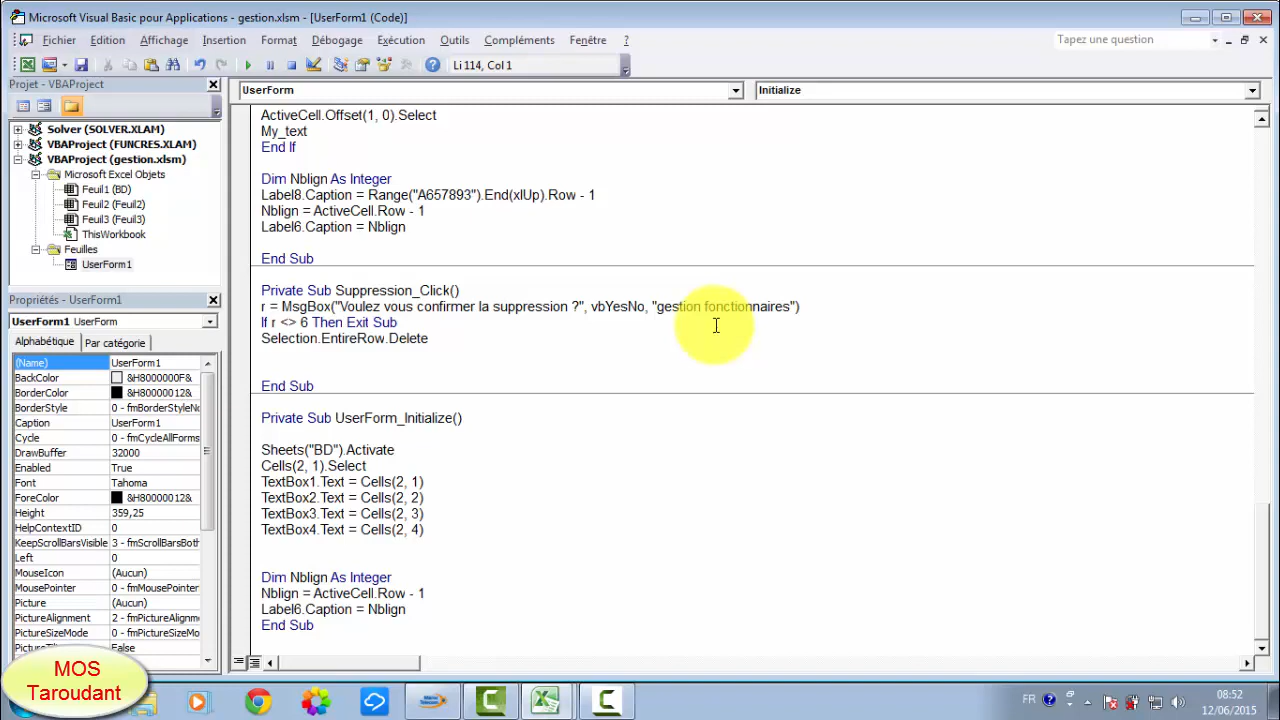 Microsoft Visual Basic pour Applications - gestion.xlsm - [UserForm1 (Code)]
Fichier Edition Affichage Insertion Format Débogage Exécution Outils Compléments Fenêtre ?
Tapez une question
Li 114, Col 1
Projet - VBAProject
Solver (SOLVER.XLAM)
VBAProject (FUNCRES.XLAM)
VBAProject (gestion.xlsm)
Microsoft Excel Objets
Feuil1 (BD)
Feuil2 (Feuil2)
Feuil3 (Feuil3)
ThisWorkbook
Feuilles
UserForm1
Propriétés - UserForm1
UserForm1 UserForm
Alphabétique Par catégorie
(Name) UserForm1
BackColor &H8000000F&
BorderColor &H80000012&
BorderStyle 0 - fmBorderStyleNo
Caption UserForm1
Cycle 0 - fmCycleAllForms
DrawBuffer 32000
Enabled True
Font Tahoma
ForeColor &H80000012&
Height 359,25
HelpContextID 0
KeepScrollBarsVisible 3 - fmScrollBarsBoth
Left 0
MouseIcon (Aucun)
MousePointer 0 - fmMousePointer
Picture (Aucun)
PictureAlignment 2 - fmPictureAlignm
PictureSizeMode 0 - fmPictureSizeMo
False
UserForm Initialize
ActiveCell.Offset(1, 0).Select
My_text
End If
Dim Nblign As Integer
Label8.Caption = Range("A657893").End(xlUp).Row - 1
Nblign = ActiveCell.Row - 1
Label6.Caption = Nblign
End Sub
Private Sub Suppression_Click()
r = MsgBox("Voulez vous confirmer la suppression ?", vbYesNo, "gestion fonctionnaires")
If r <> 6 Then Exit Sub
Selection.EntireRow.Delete
End Sub
Private Sub UserForm_Initialize()
Sheets("BD").Activate
Cells(2, 1).Select
TextBox1.Text = Cells(2, 1)
TextBox2.Text = Cells(2, 2)
TextBox3.Text = Cells(2, 3)
TextBox4.Text = Cells(2, 4)
Dim Nblign As Integer
Nblign = ActiveCell.Row - 1
Label6.Caption = Nblign
End Sub
MOS
Taroudant
FR
08:52
12/06/2015